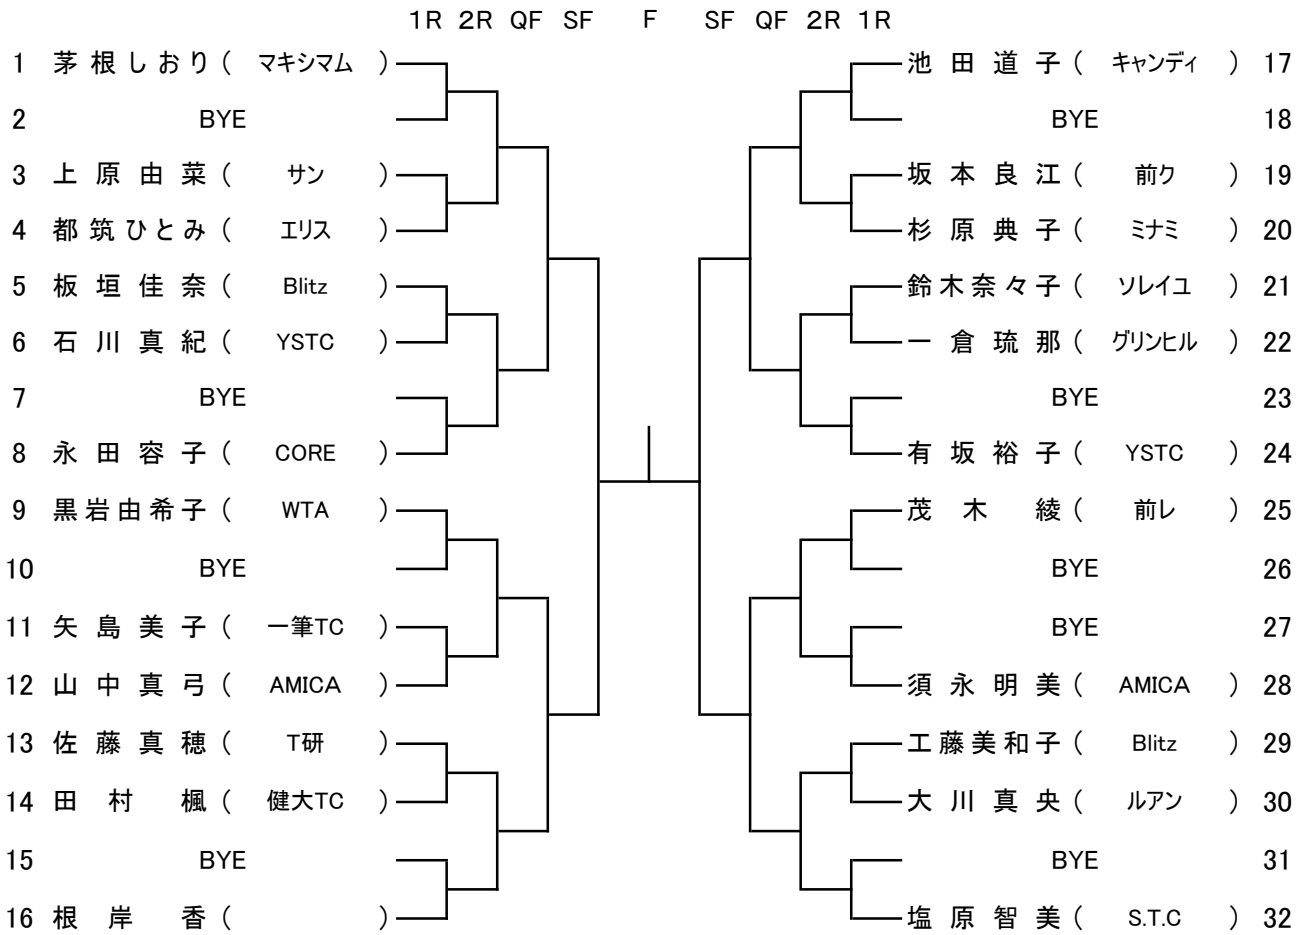 1R 2R QF SF F SF QF 2R 1R
1 茅根しおり ( マキシマム ) 池田道子 ( キャンディ ) 17
2 BYE BYE 18
3 上原由菜 ( サン ) 坂本良江 ( 前ク ) 19
4 都筑ひとみ ( エリス ) 杉原典子 ( ミナミ ) 20
5 板垣佳奈 ( Blitz ) 鈴木奈々子 ( ソレイユ ) 21
6 石川真紀 ( YSTC ) 一倉琉那 ( グリンヒル ) 22
7 BYE BYE 23
8 永田容子 ( CORE ) 有坂裕子 ( YSTC ) 24
9 黒岩由希子 ( WTA ) 茂木綾 ( 前レ ) 25
10 BYE BYE 26
11 矢島美子 ( 一筆TC ) BYE 27
12 山中真弓 ( AMICA ) 須永明美 ( AMICA ) 28
13 佐藤真穂 ( T研 ) 工藤美和子 ( Blitz ) 29
14 田村楓 ( 健大TC ) 大川真央 ( ルアン ) 30
15 BYE BYE 31
16 根岸香 ( ) 塩原智美 ( S.T.C ) 32